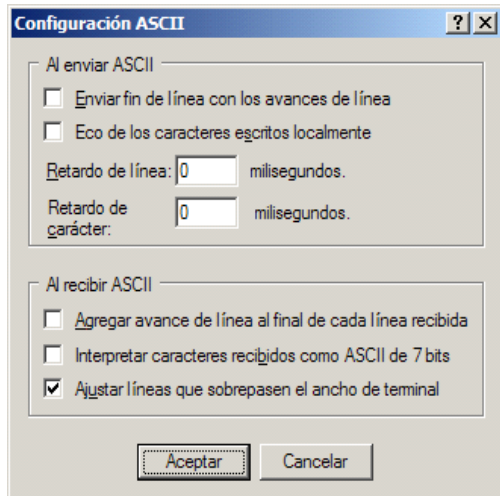 Configuración ASCII
Al enviar ASCII
Enviar fin de línea con los avances de línea
Eco de los caracteres escritos localmente
Retardo de línea: 0 milisegundos.
Retardo de
carácter: 0 milisegundos.
Al recibir ASCII
Agregar avance de línea al final de cada línea recibida
Interpretar caracteres recibidos como ASCII de 7 bits
Ajustar líneas que sobrepasen el ancho de terminal
Aceptar Cancelar